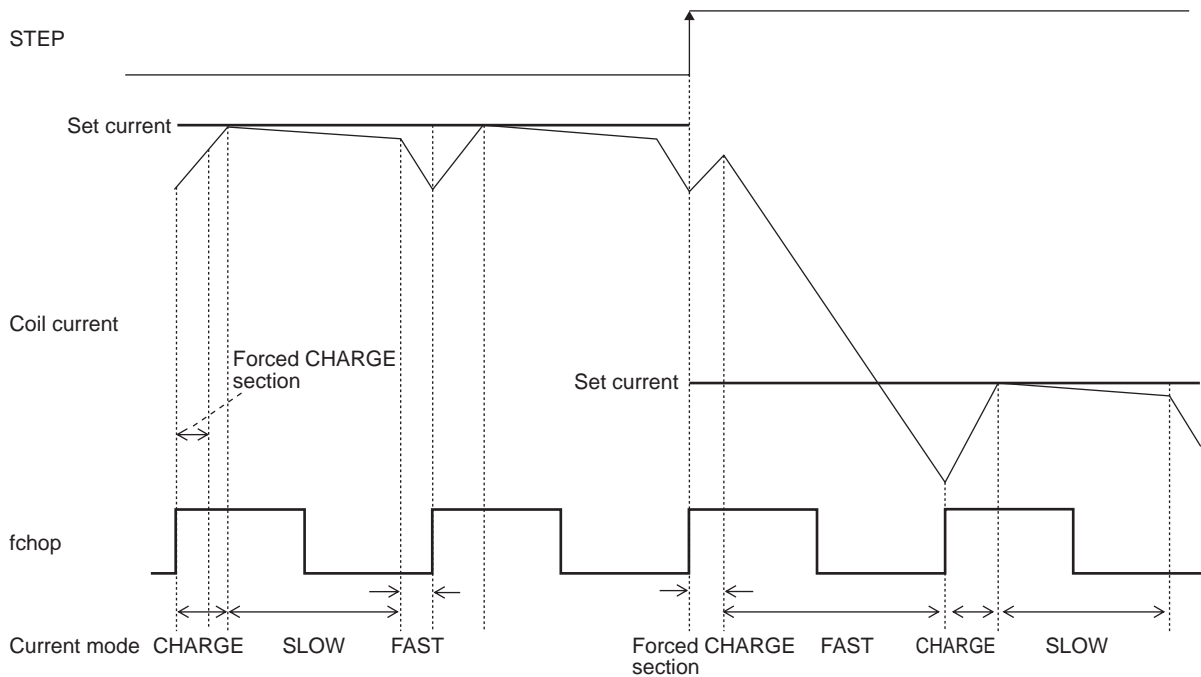 STEP
Set current
Coil current
Forced CHARGE
section
Set current
fchop
Current mode CHARGE SLOW FAST Forced CHARGE FAST CHARGE SLOW
section